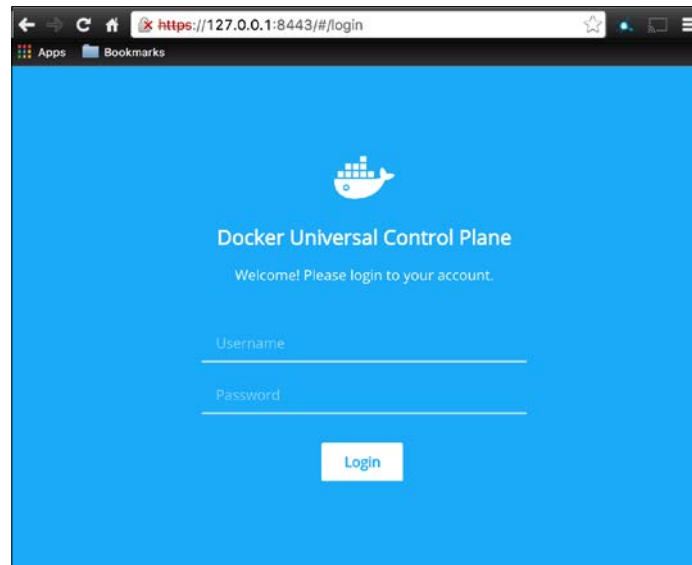 https://127.0.0.1:8443/#/login
Apps Bookmarks
Docker Universal Control Plane
Welcome! Please login to your account.
Username
Password
Login